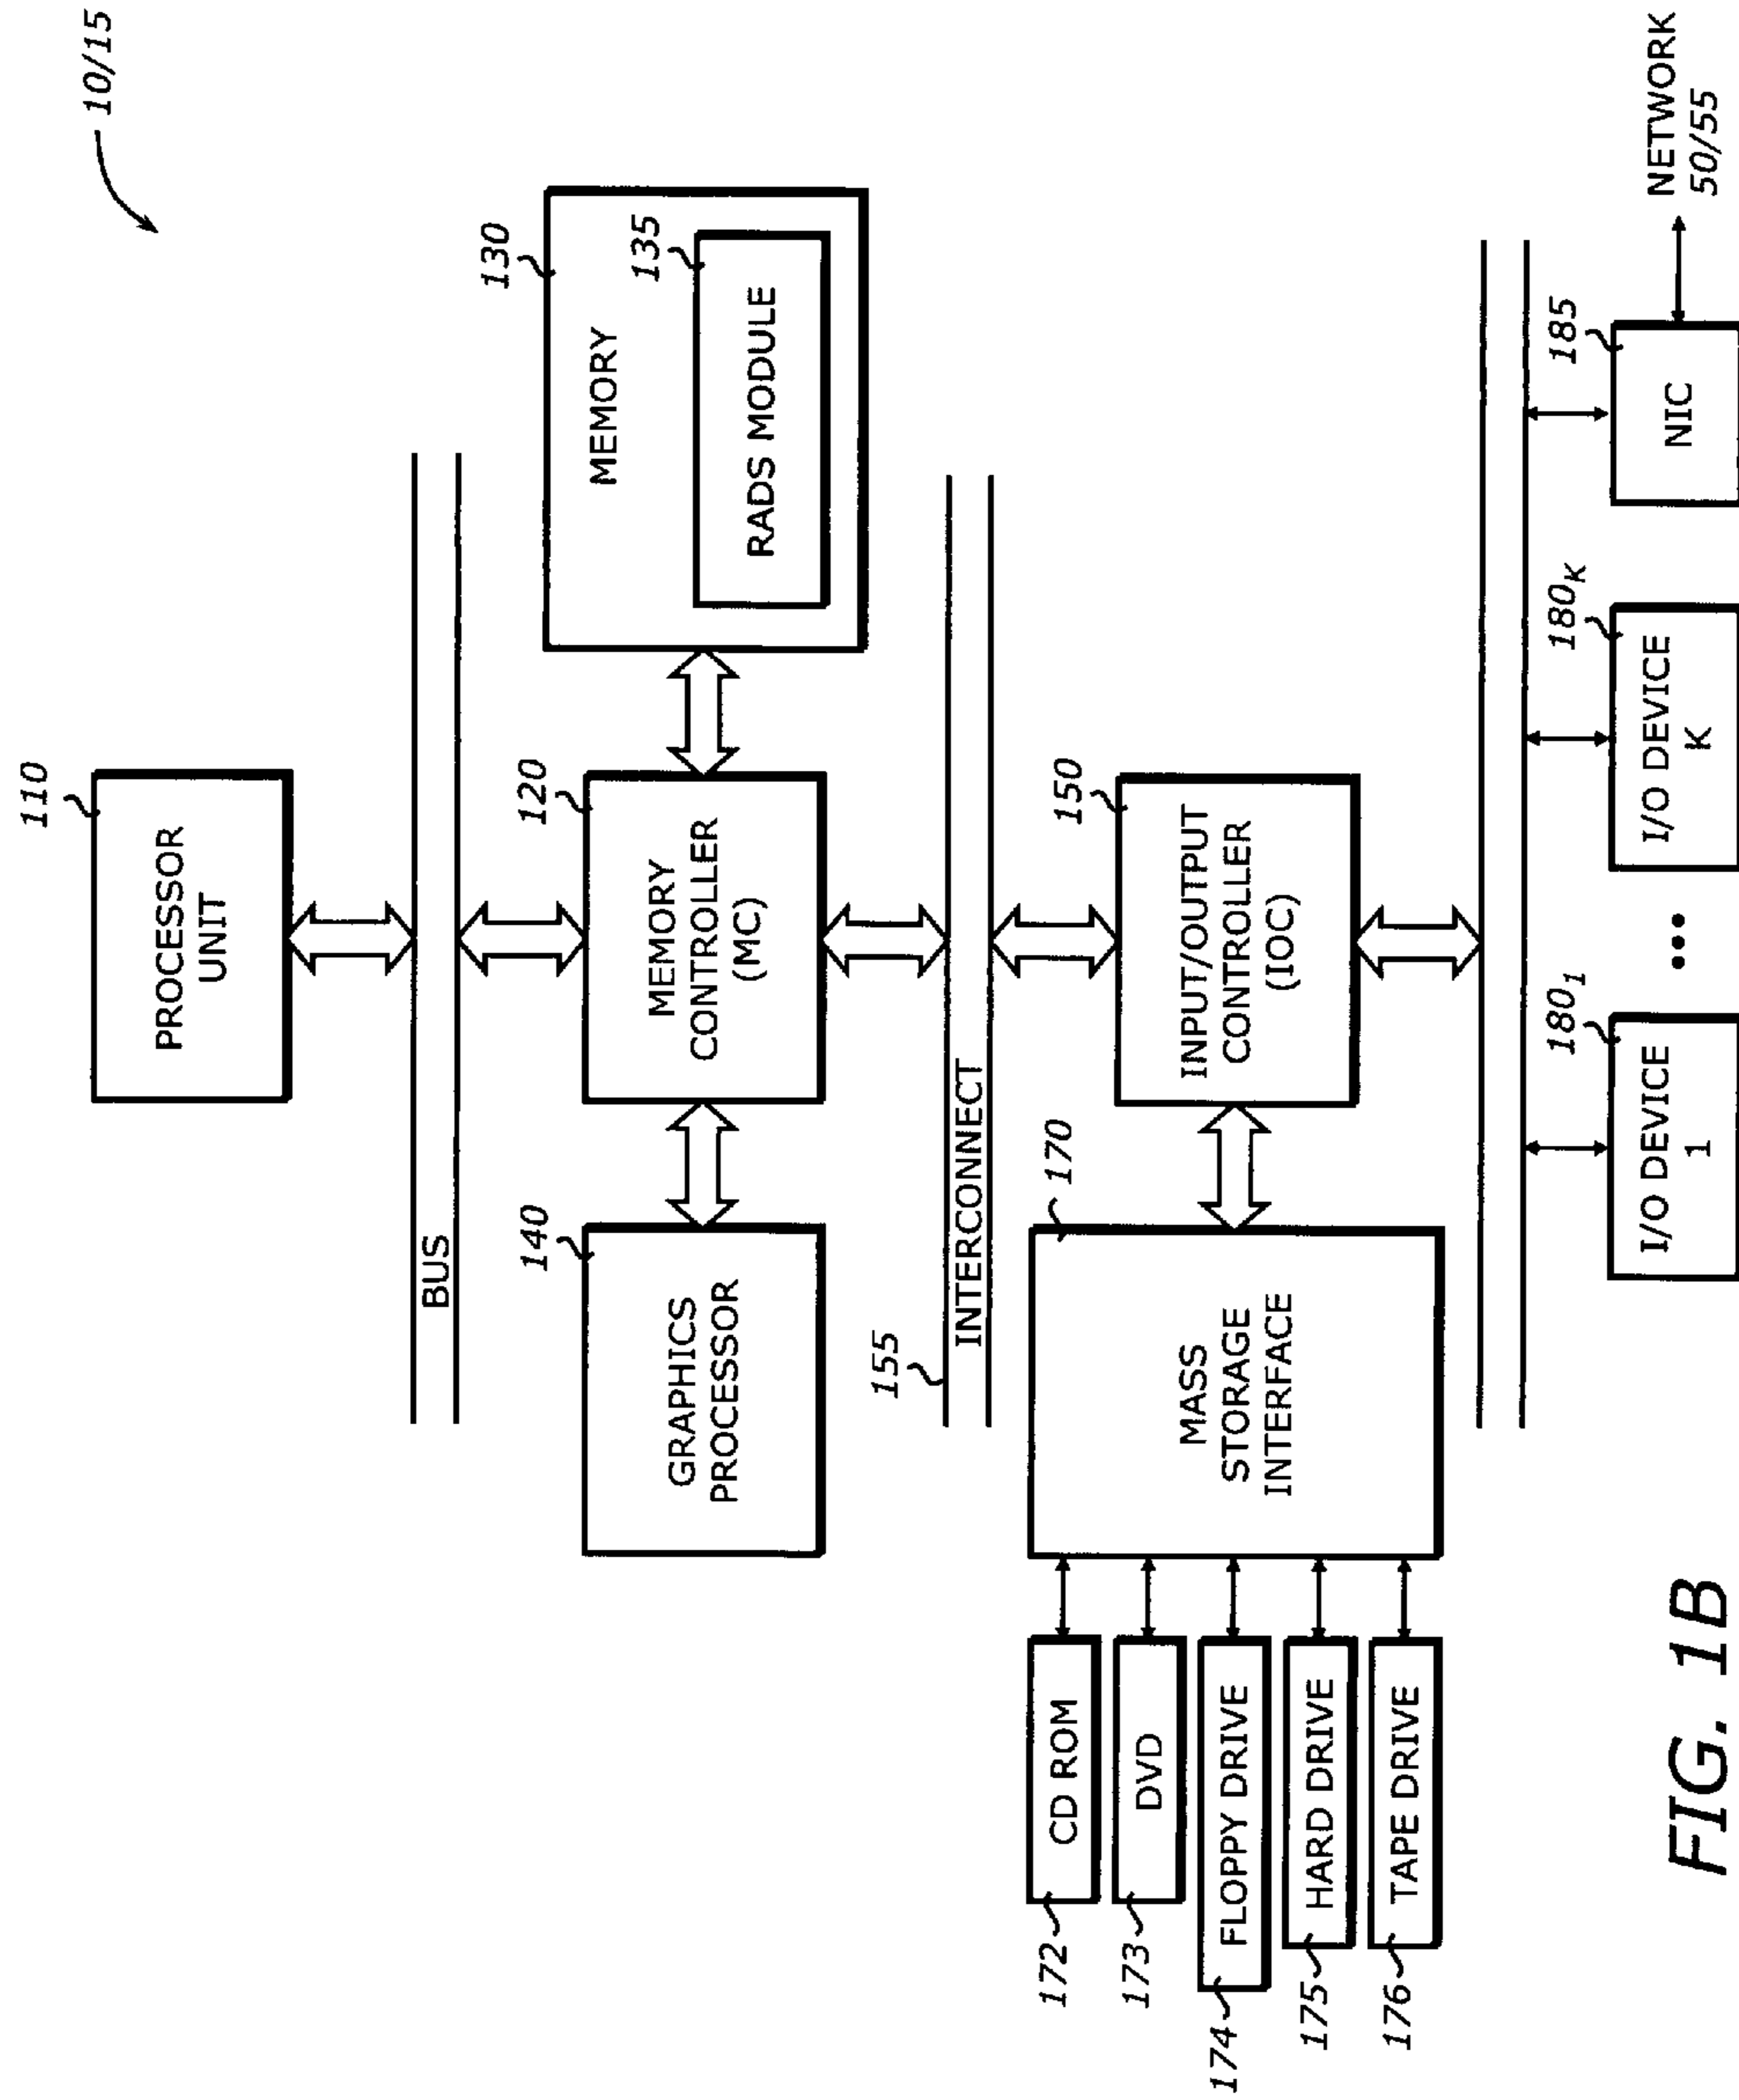 10/15
110
PROCESSOR
UNIT
BUS
140
GRAPHICS
PROCESSOR
120
MEMORY
CONTROLLER
(MC)
130
MEMORY
135
RADS MODULE
155
INTERCONNECT
170
MASS
STORAGE
INTERFACE
150
INPUT/OUTPUT
CONTROLLER
(IOC)
172
CD ROM
173
DVD
174
FLOPPY DRIVE
175
HARD DRIVE
176
TAPE DRIVE
180₁
I/O DEVICE
1
•••
180ₖ
I/O DEVICE
K
185
NIC
NETWORK
50/55
FIG. 1B